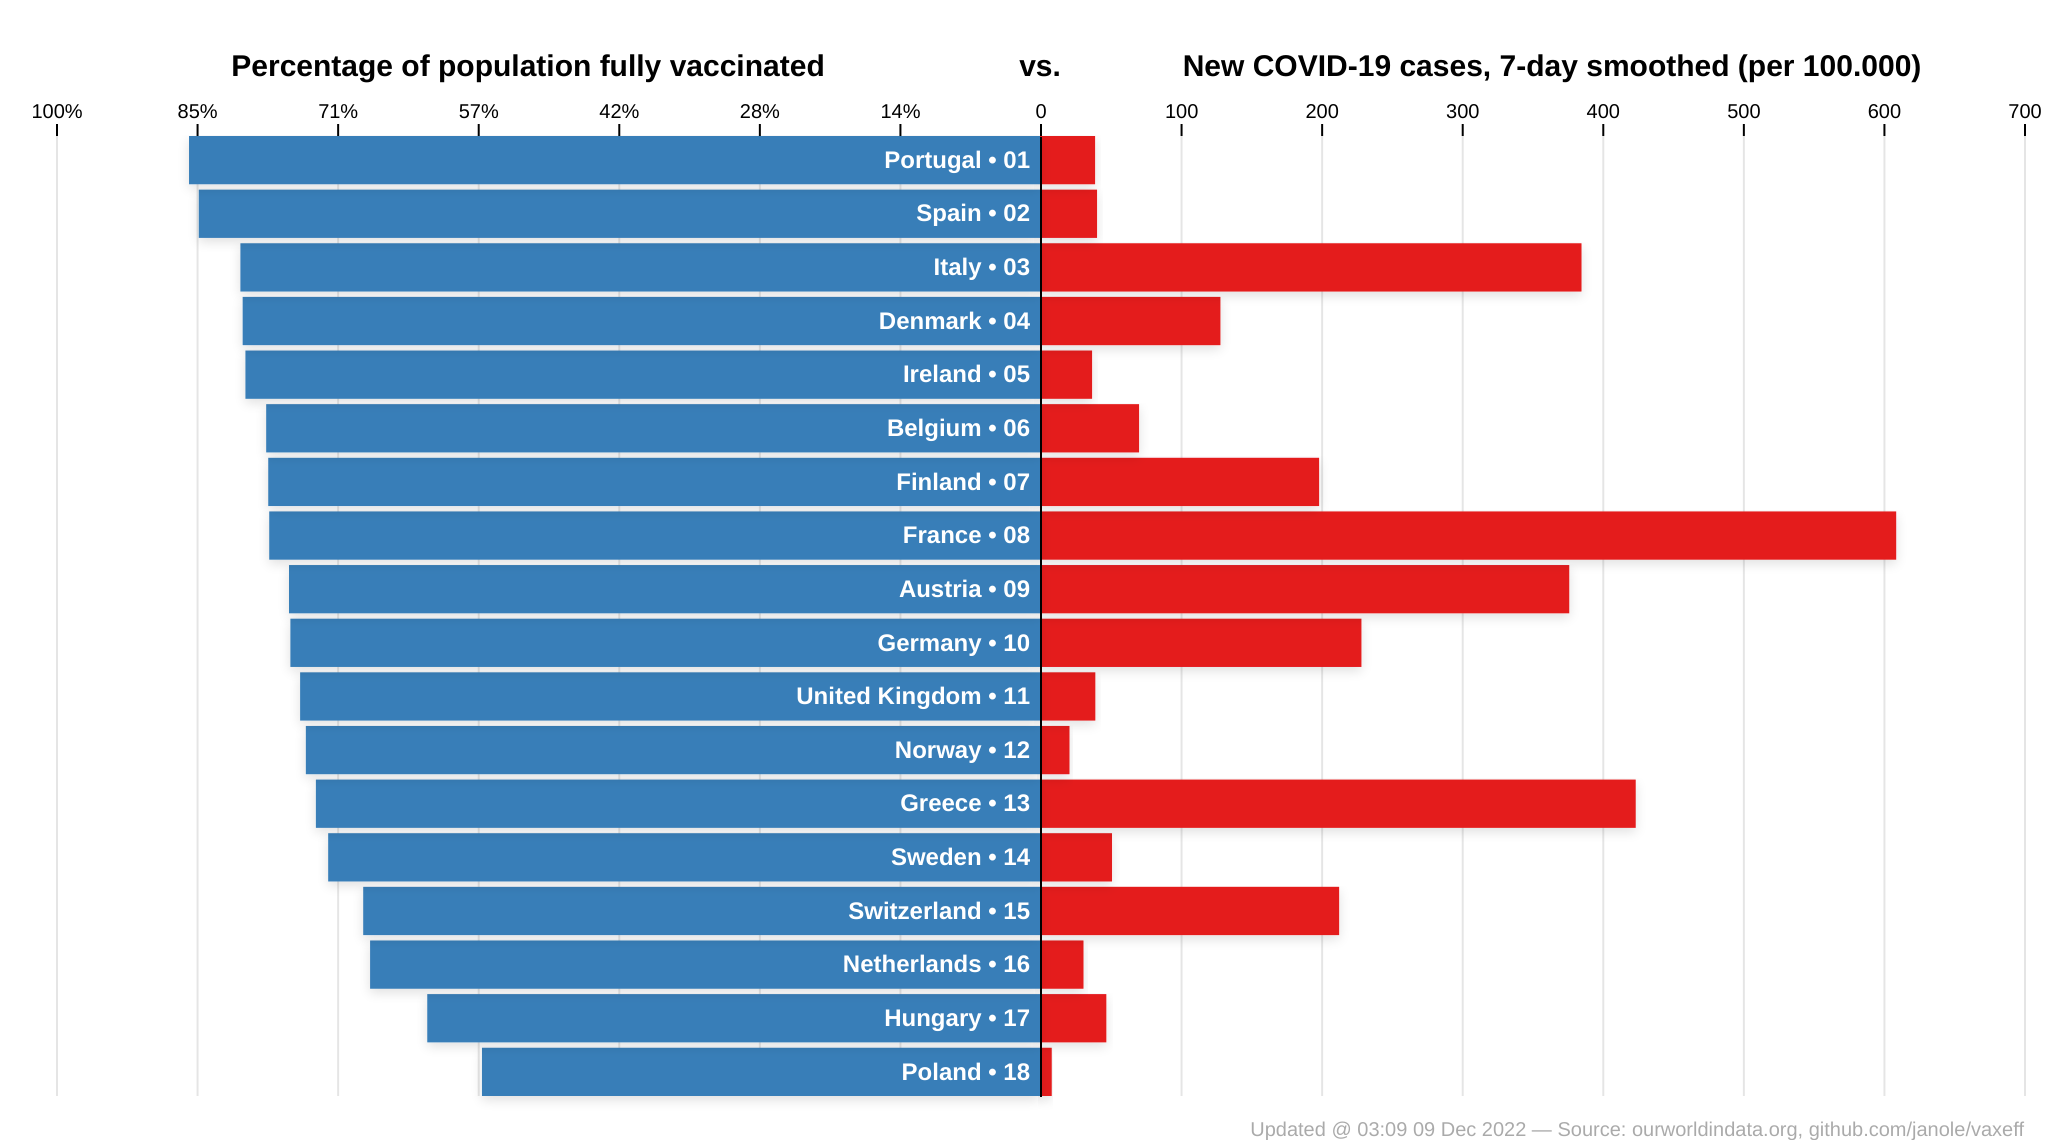 Percentage of population fully vaccinated vs. New COVID-19 cases, 7-day smoothed (per 100.000)
100% 85% 71% 57% 42% 28% 14% 0 100 200 300 400 500 600 700
Portugal • 01
Spain • 02
Italy • 03
Denmark • 04
Ireland • 05
Belgium • 06
Finland • 07
France • 08
Austria • 09
Germany • 10
United Kingdom • 11
Norway • 12
Greece • 13
Sweden • 14
Switzerland • 15
Netherlands • 16
Hungary • 17
Poland • 18
Updated @ 03:09 09 Dec 2022 — Source: ourworldindata.org, github.com/janole/vaxeff